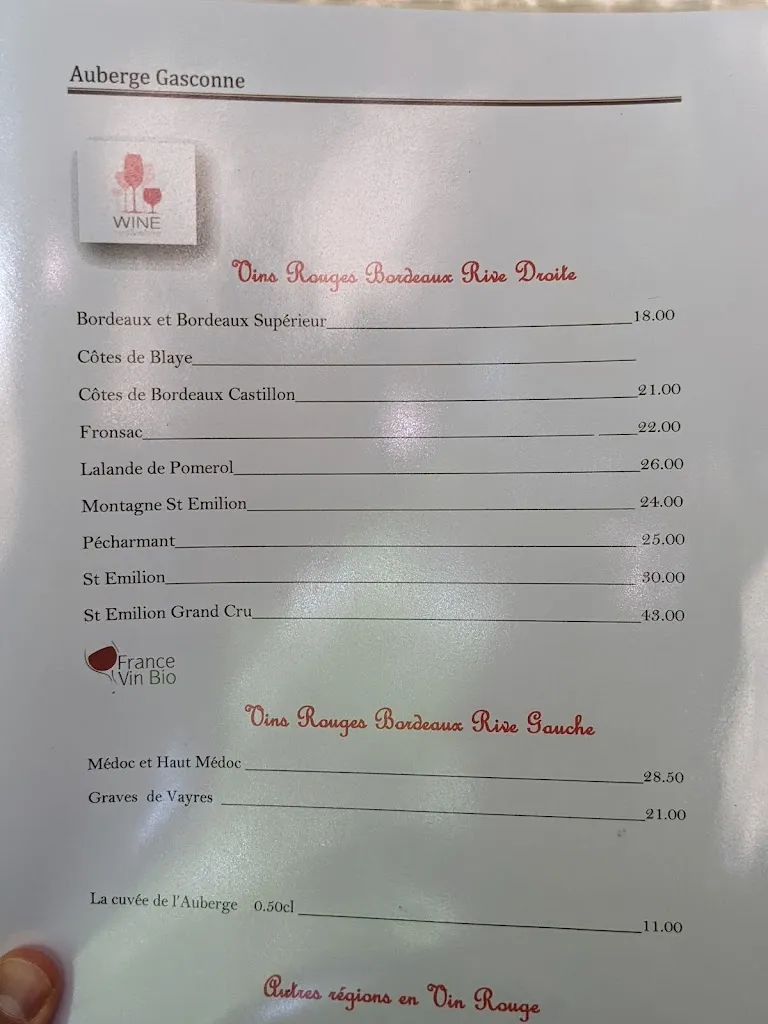 Auberge Gasconne
WINE
Vins Rouges Bordeaux Rive Droite
Bordeaux et Bordeaux Supérieur 18.00
Côtes de Blaye
Côtes de Bordeaux Castillon 21.00
Fronsac 22.00
Lalande de Pomerol 26.00
Montagne St Emilion 24.00
Pécharmant 25.00
St Emilion 30.00
St Emilion Grand Cru 43.00
France
Vin Bio
Vins Rouges Bordeaux Rive Gauche
Médoc et Haut Médoc 28.50
Graves de Vayres 21.00
La cuvée de l'Auberge 0.50cl 11.00
Autres régions en Vin Rouge